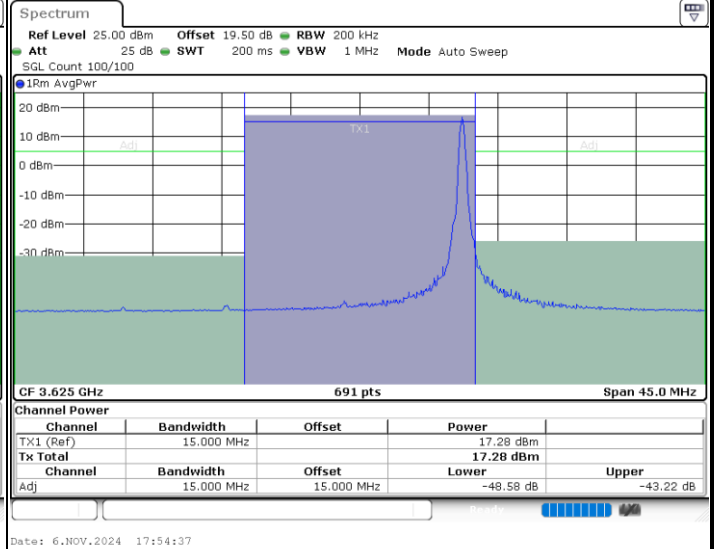 Spectrum
Ref Level 25.00 dBm Offset 19.50 dB RBW 200 kHz
Att 25 dB SWT 200 ms VBW 1 MHz Mode Auto Sweep
SGL Count 100/100
1Rm AvgPwr
20 dBm
TX1
10 dBm
Adj Adj
0 dBm
-10 dBm
-20 dBm
-30 dBm
CF 3.625 GHz 691 pts Span 45.0 MHz
Channel Power
Channel Bandwidth Offset Power
TX1 (Ref) 15.000 MHz 17.28 dBm
Tx Total 17.28 dBm
Channel Bandwidth Offset Lower Upper
Adj 15.000 MHz 15.000 MHz -48.58 dB -43.22 dB
Ready
Date: 6.NOV.2024 17:54:37